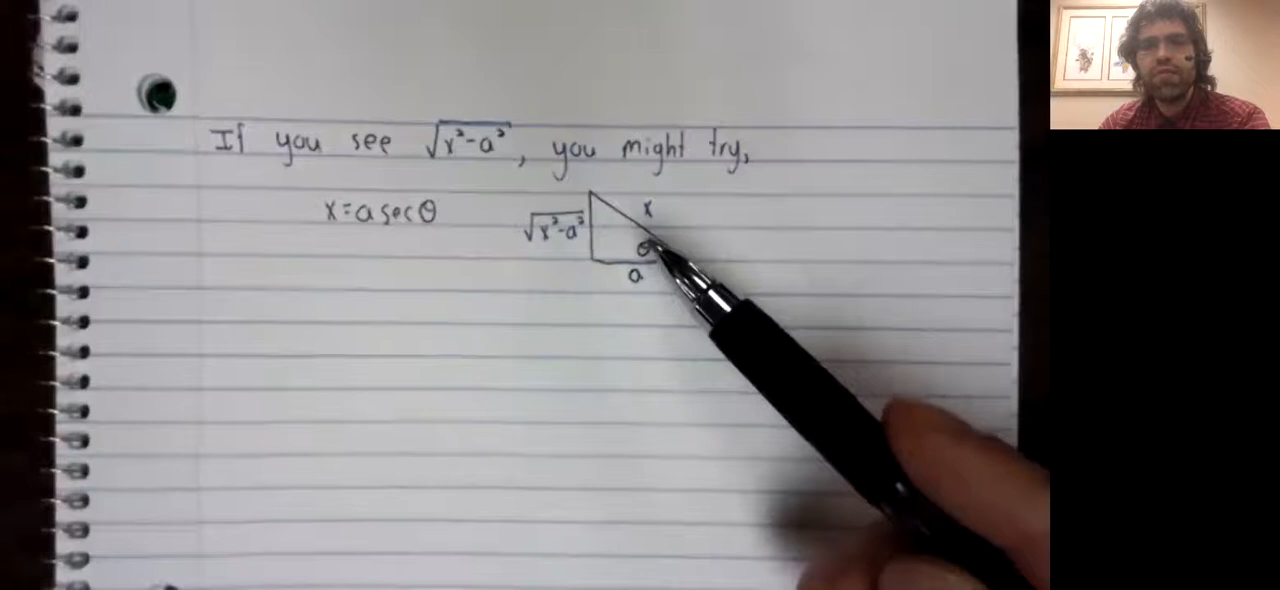 If you see √x²-a², you might try,
x=a sec θ
x
√x²-a²
θ
a